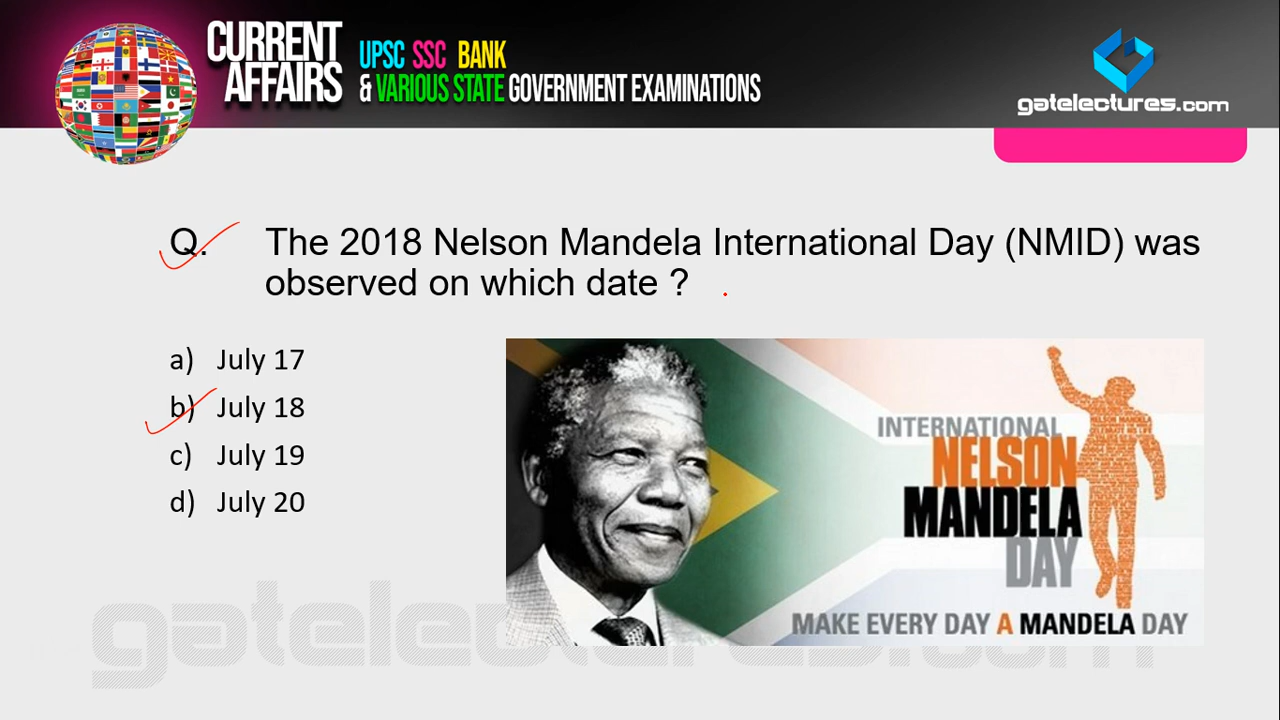 CURRENT
AFFAIRS
UPSC SSC BANK
& VARIOUS STATE GOVERNMENT EXAMINATIONS
gatelectures.com
Q. The 2018 Nelson Mandela International Day (NMID) was
observed on which date ?
a) July 17
b) July 18
c) July 19
d) July 20
INTERNATIONAL
NELSON
MANDELA
DAY
MAKE EVERY DAY A MANDELA DAY
gatelectures.com